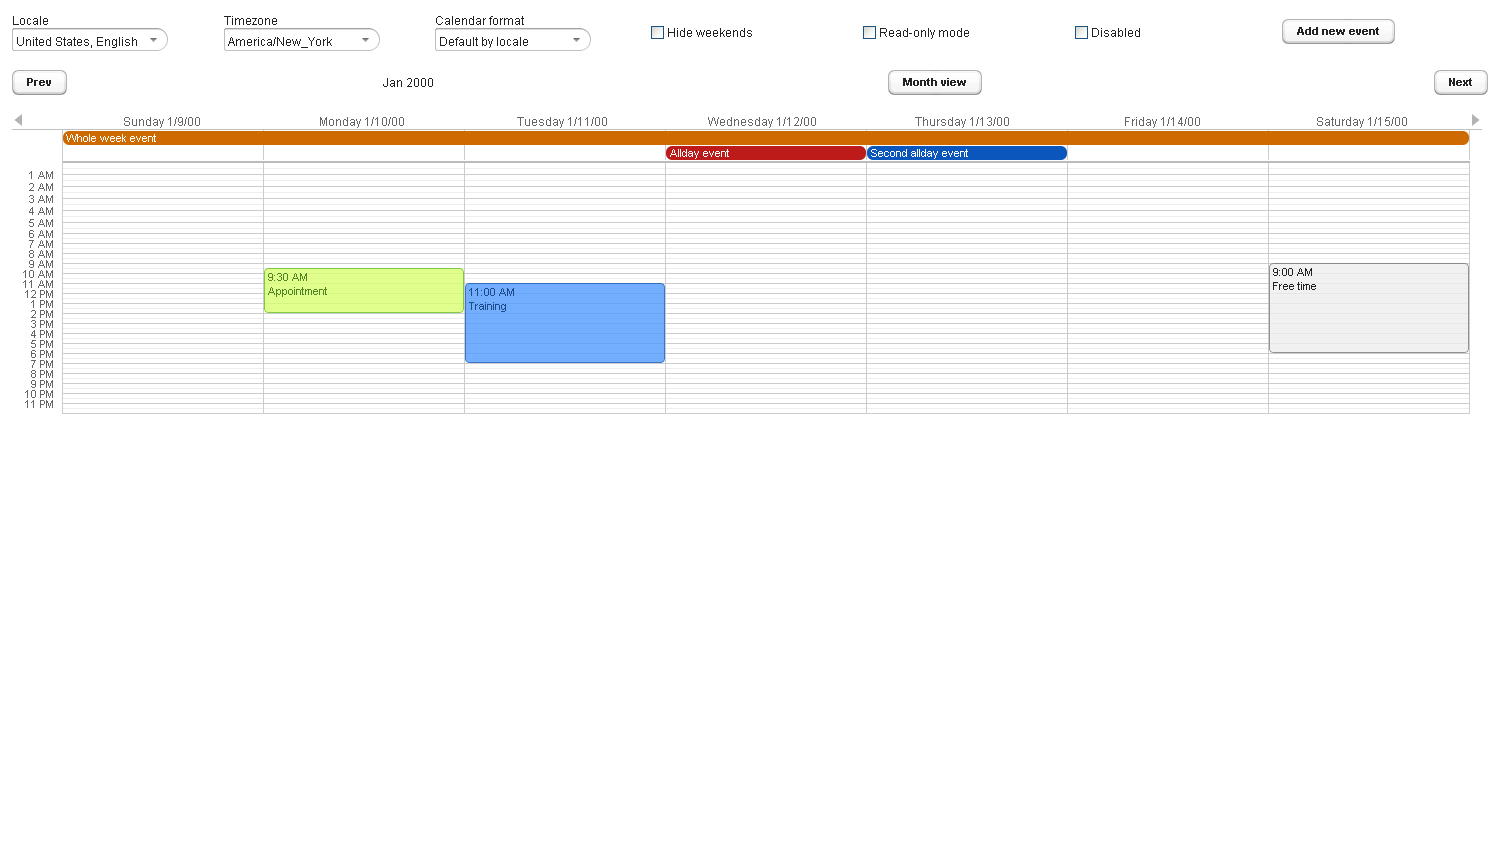 Locale
Timezone
Calendar format
United States, English
America/New_York
Default by locale
Hide weekends
Read-only mode
Disabled
Add new event
Prev
Jan 2000
Month view
Next
Sunday 1/9/00
Monday 1/10/00
Tuesday 1/11/00
Wednesday 1/12/00
Thursday 1/13/00
Friday 1/14/00
Saturday 1/15/00
Whole week event
Allday event
Second allday event
1 AM
2 AM
3 AM
4 AM
5 AM
6 AM
7 AM
8 AM
9 AM
10 AM
11 AM
12 PM
1 PM
2 PM
3 PM
4 PM
5 PM
6 PM
7 PM
8 PM
9 PM
10 PM
11 PM
9:30 AM
Appointment
11:00 AM
Training
9:00 AM
Free time